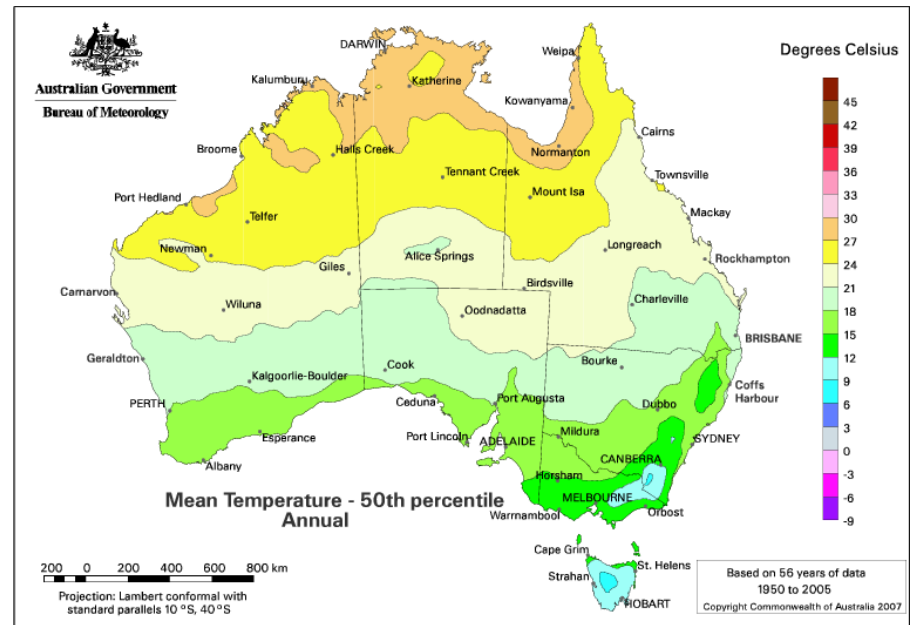 Australian Government
Bureau of Meteorology
Degrees Celsius
45
42
39
36
33
30
27
24
21
18
15
12
9
6
3
0
-3
-6
-9
DARWIN
Weipa
Kalumburu
Katherine
Kowanyama
Cairns
Broome
Halls Creek
Normanton
Tennant Creek
Townsville
Mount Isa
Port Hedland
Telfer
Mackay
Newman
Longreach
Giles
Alice Springs
Rockhampton
Carnarvon
Birdsville
Wiluna
Oodnadatta
Charleville
BRISBANE
Geraldton
Cook
Bourke
Kalgoorlie-Boulder
Coffs
Harbour
PERTH
Ceduna
Port Augusta
Dubbo
Esperance
Port Lincoln
ADELAIDE
Mildura
SYDNEY
Albany
CANBERRA
Horsham
MELBOURNE
Warrnambool
Orbost
Mean Temperature - 50th percentile
Annual
Cape Grim
St. Helens
Strahan
HOBART
200 0 200 400 600 800 km
Projection: Lambert conformal with
standard parallels 10 °S, 40 °S
Based on 56 years of data
1950 to 2005
Copyright Commonwealth of Australia 2007